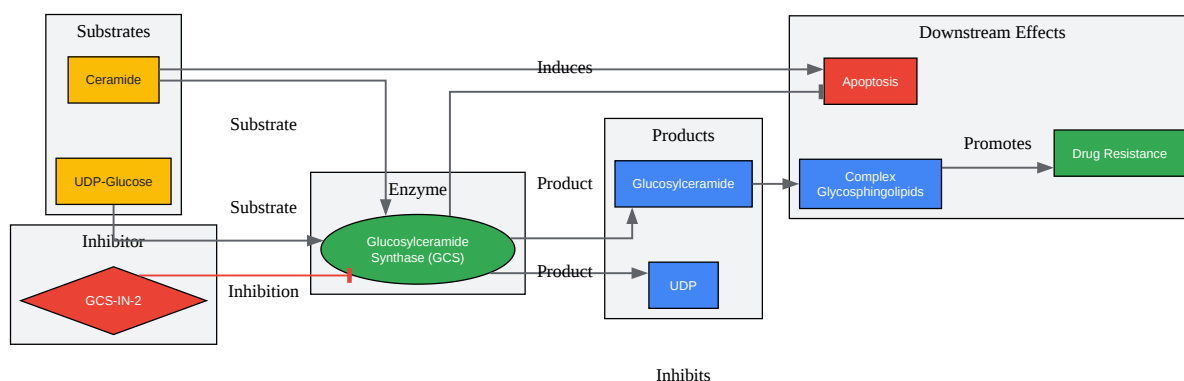 Substrates
Ceramide
UDP-Glucose
Inhibitor
GCS-IN-2
Substrate
Substrate
Inhibition
Enzyme
Glucosylceramide
Synthase (GCS)
Induces
Product
Product
Products
Glucosylceramide
UDP
Inhibits
Downstream Effects
Apoptosis
Complex
Glycosphingolipids
Promotes
Drug Resistance